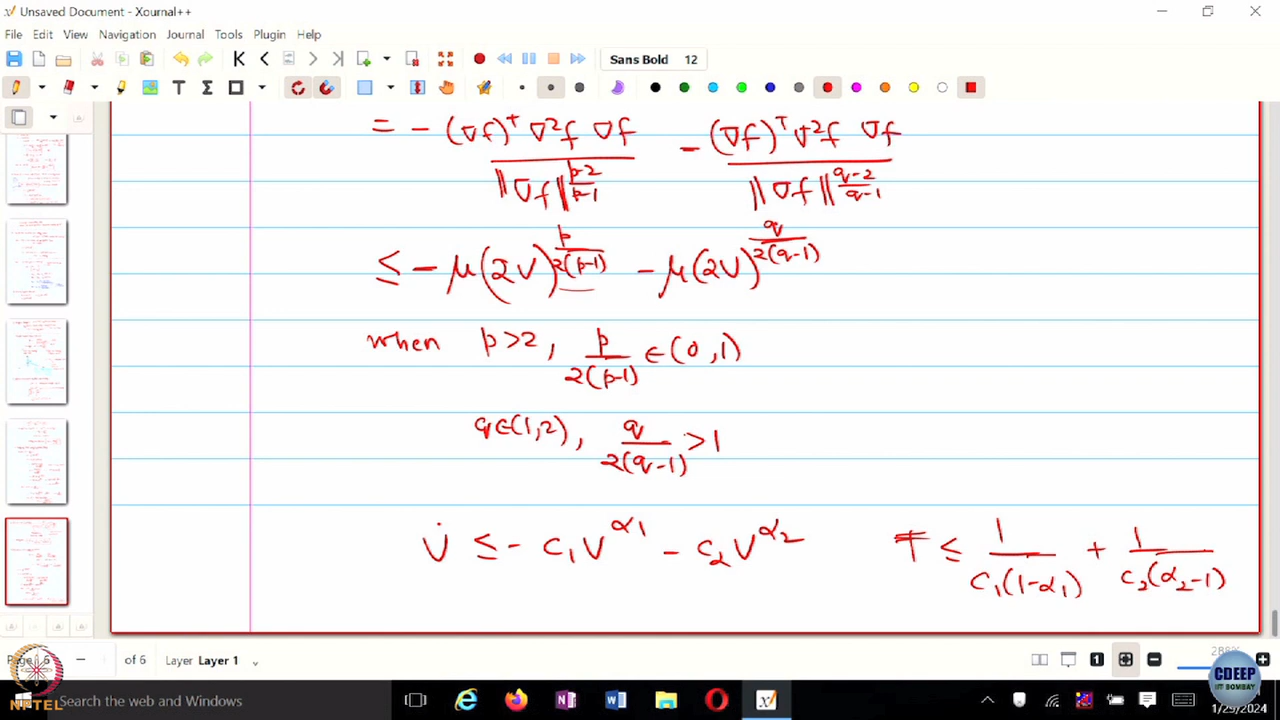 Unsaved Document - Xournal++
File Edit View Navigation Journal Tools Plugin Help
Sans Bold 12
= - (∇f)ᵀ ∇²f ∇f / ||∇f||^((p-2)/(p-1)) - (∇f)ᵀ ∇²f ∇f / ||∇f||^((q-2)/(q-1))
≤ - μ(2V)^(p/(2(p-1))) - μ(2V)^(q/(2(q-1)))
when p>2, p/(2(p-1)) ∈ (0,1)
q∈(1,2), q/(2(q-1)) > 1
V̇ ≤ - c₁V^α₁ - c₂V^α₂ T ≤ 1/(c₁(1-α₁)) + 1/(c₂(α₂-1))
of 6 Layer Layer 1 288%
NPTEL
Search the web and Windows
CDEEP
IIT BOMBAY
1/29/2024